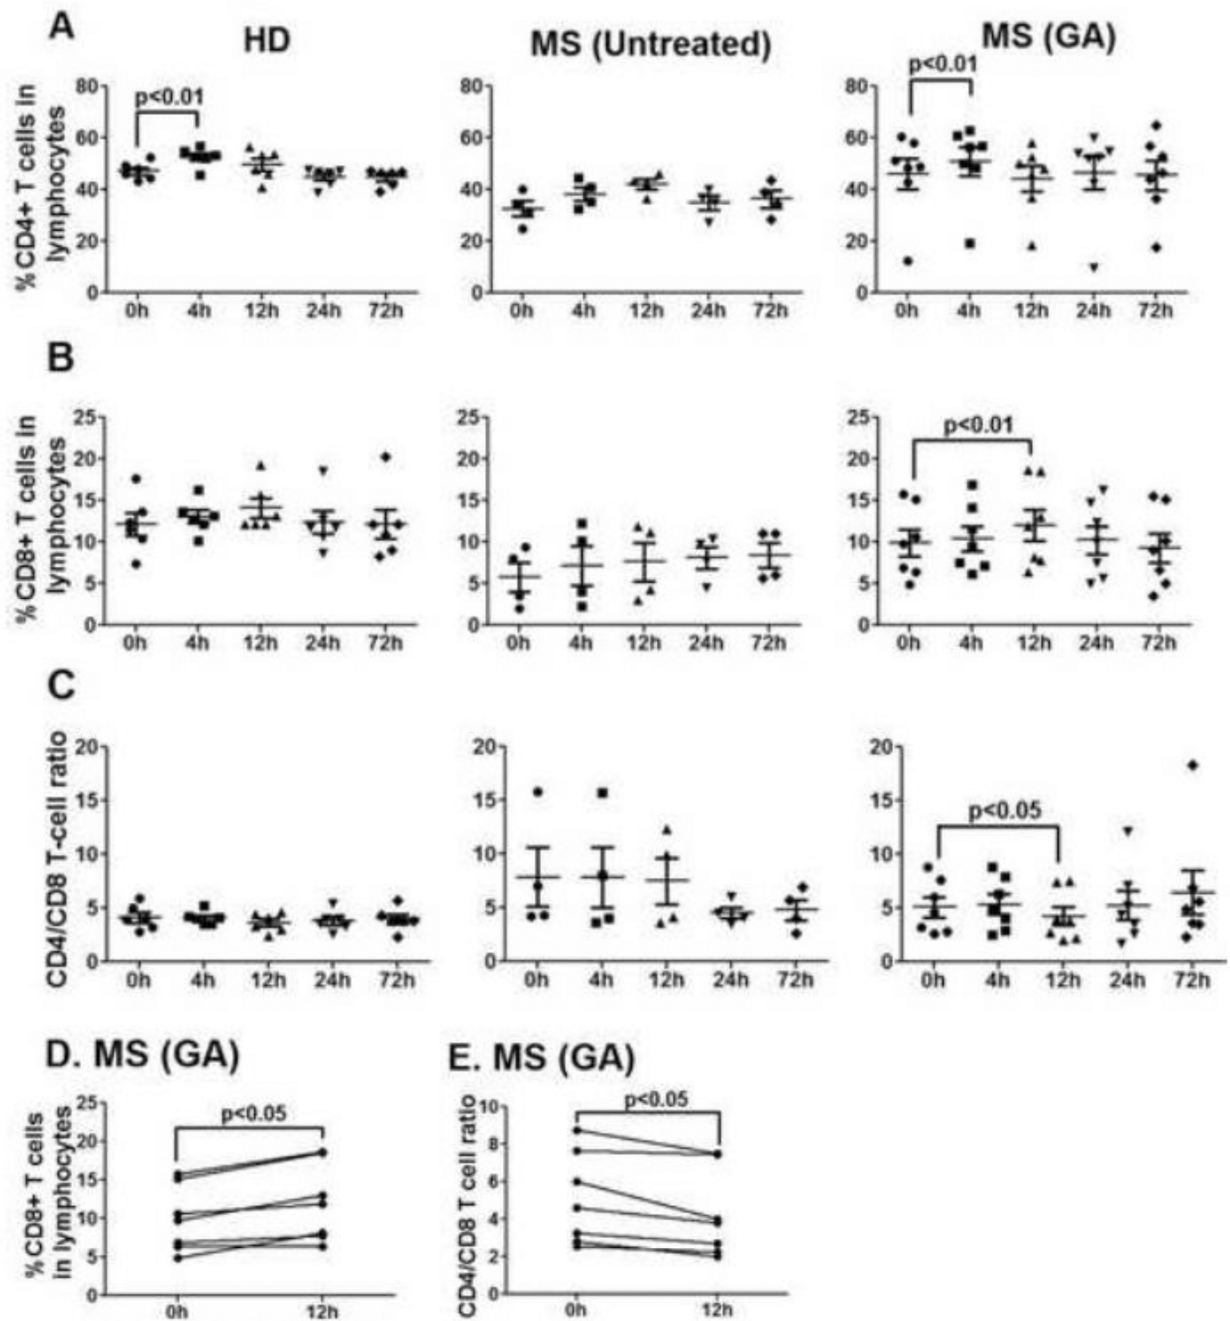 A
HD
MS (Untreated)
MS (GA)
%CD4+ T cells in
lymphocytes
80
60
40
20
0
p<0.01
0h 4h 12h 24h 72h
80
60
40
20
0
0h 4h 12h 24h 72h
80
60
40
20
0
p<0.01
0h 4h 12h 24h 72h
B
%CD8+ T cells in
lymphocytes
25
20
15
10
5
0
0h 4h 12h 24h 72h
25
20
15
10
5
0
0h 4h 12h 24h 72h
25
20
15
10
5
0
p<0.01
0h 4h 12h 24h 72h
C
CD4/CD8 T-cell ratio
20
15
10
5
0
0h 4h 12h 24h 72h
20
15
10
5
0
0h 4h 12h 24h 72h
20
15
10
5
0
p<0.05
0h 4h 12h 24h 72h
D. MS (GA)
%CD8+ T cells
in lymphocytes
25
20
15
10
5
0
p<0.05
0h 12h
E. MS (GA)
CD4/CD8 T cell ratio
10
8
6
4
2
0
p<0.05
0h 12h